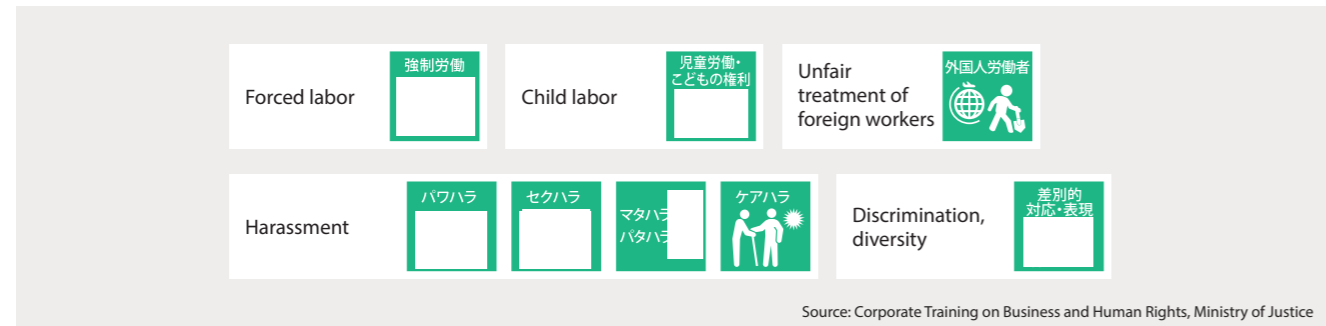 Forced labor
強制労働
Child labor
児童労働・
こどもの権利
Unfair
treatment of
foreign workers
外国人労働者
Harassment
パワハラ
セクハラ
マタハラ
パタハラ
ケアハラ
Discrimination,
diversity
差別的
対応・表現
Source: Corporate Training on Business and Human Rights, Ministry of Justice